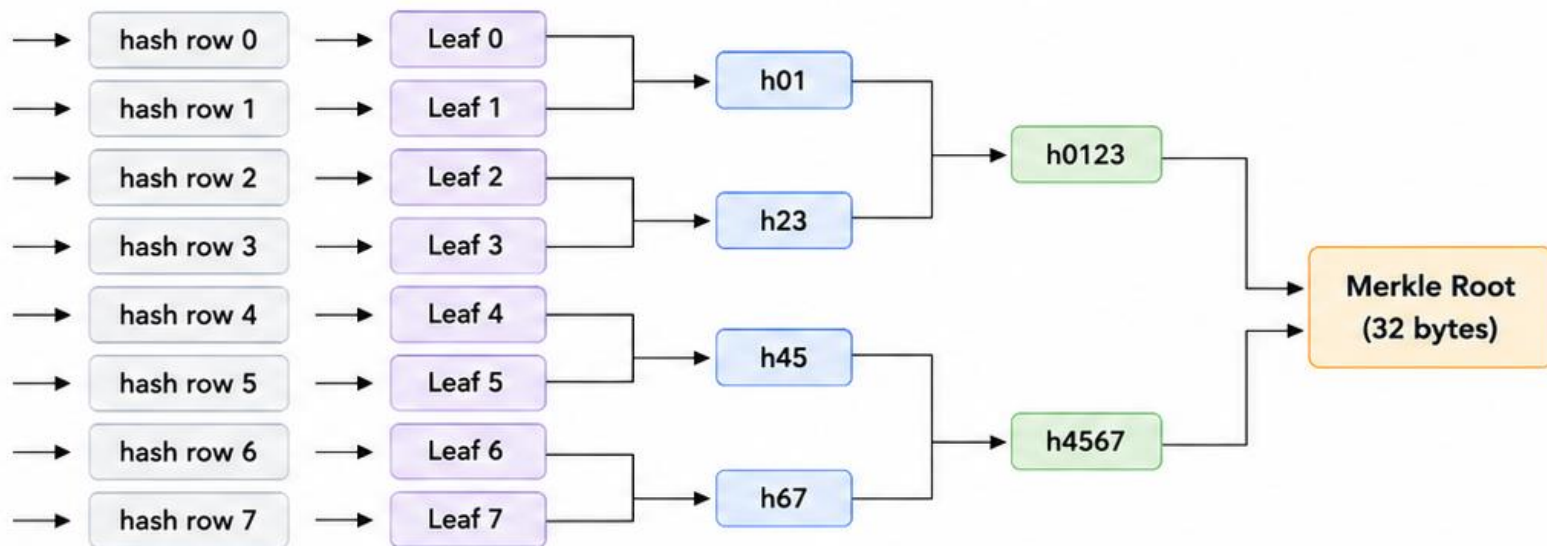 hash row 0
Leaf 0
hash row 1
Leaf 1
hash row 2
Leaf 2
hash row 3
Leaf 3
hash row 4
Leaf 4
hash row 5
Leaf 5
hash row 6
Leaf 6
hash row 7
Leaf 7
h01
h23
h45
h67
h0123
h4567
Merkle Root
(32 bytes)